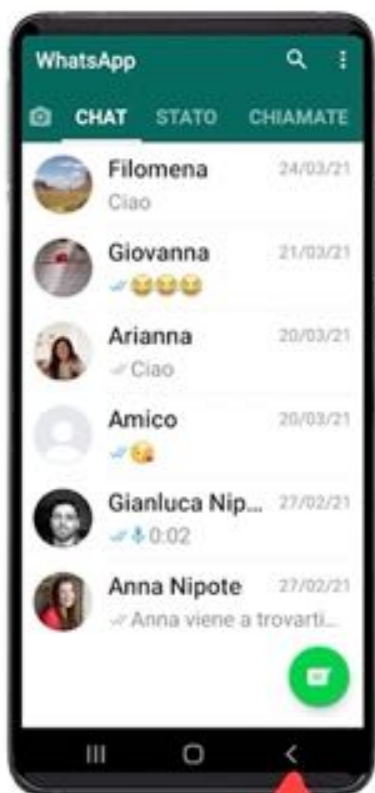 WhatsApp
CHAT STATO CHIAMATE
Filomena 24/03/21
Ciao
Giovanna 21/03/21
😂😂😂
Arianna 20/03/21
Ciao
Amico 20/03/21
😘
Gianluca Nip... 27/02/21
0:02
Anna Nipote 27/02/21
Anna viene a trovarti...